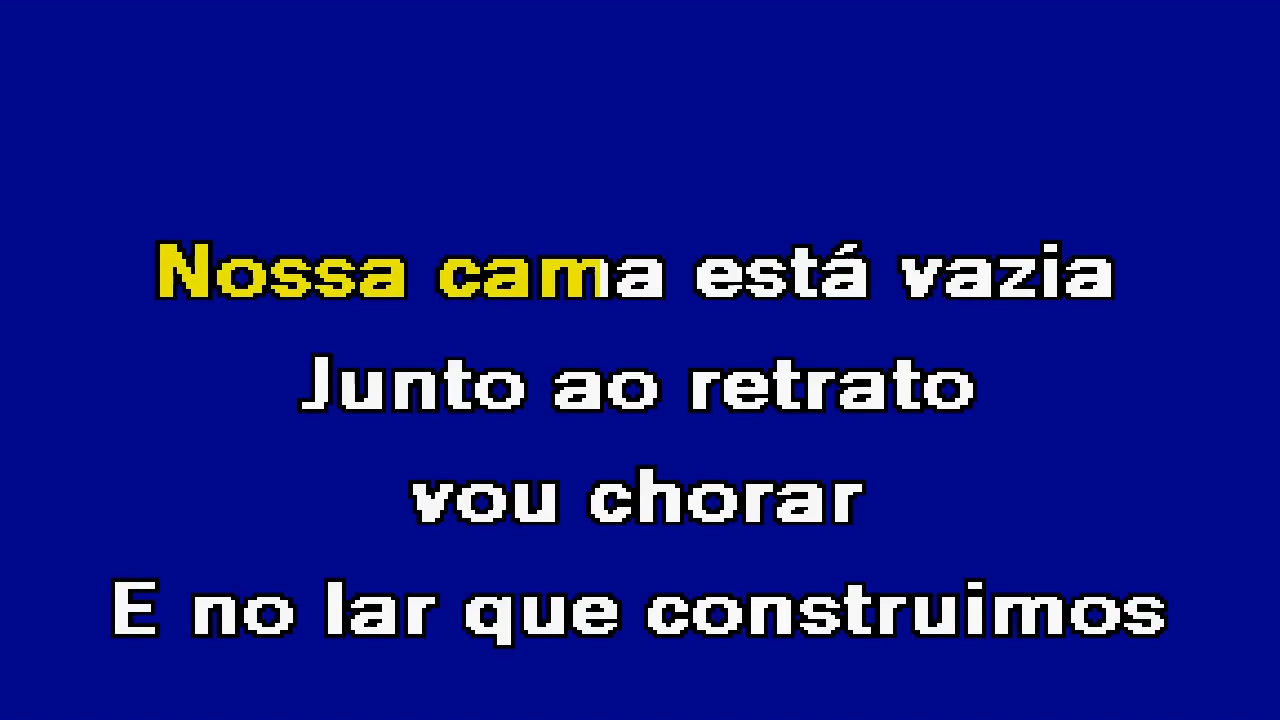 Nossa cama está vazia
Junto ao retrato
vou chorar
E no lar que construimos